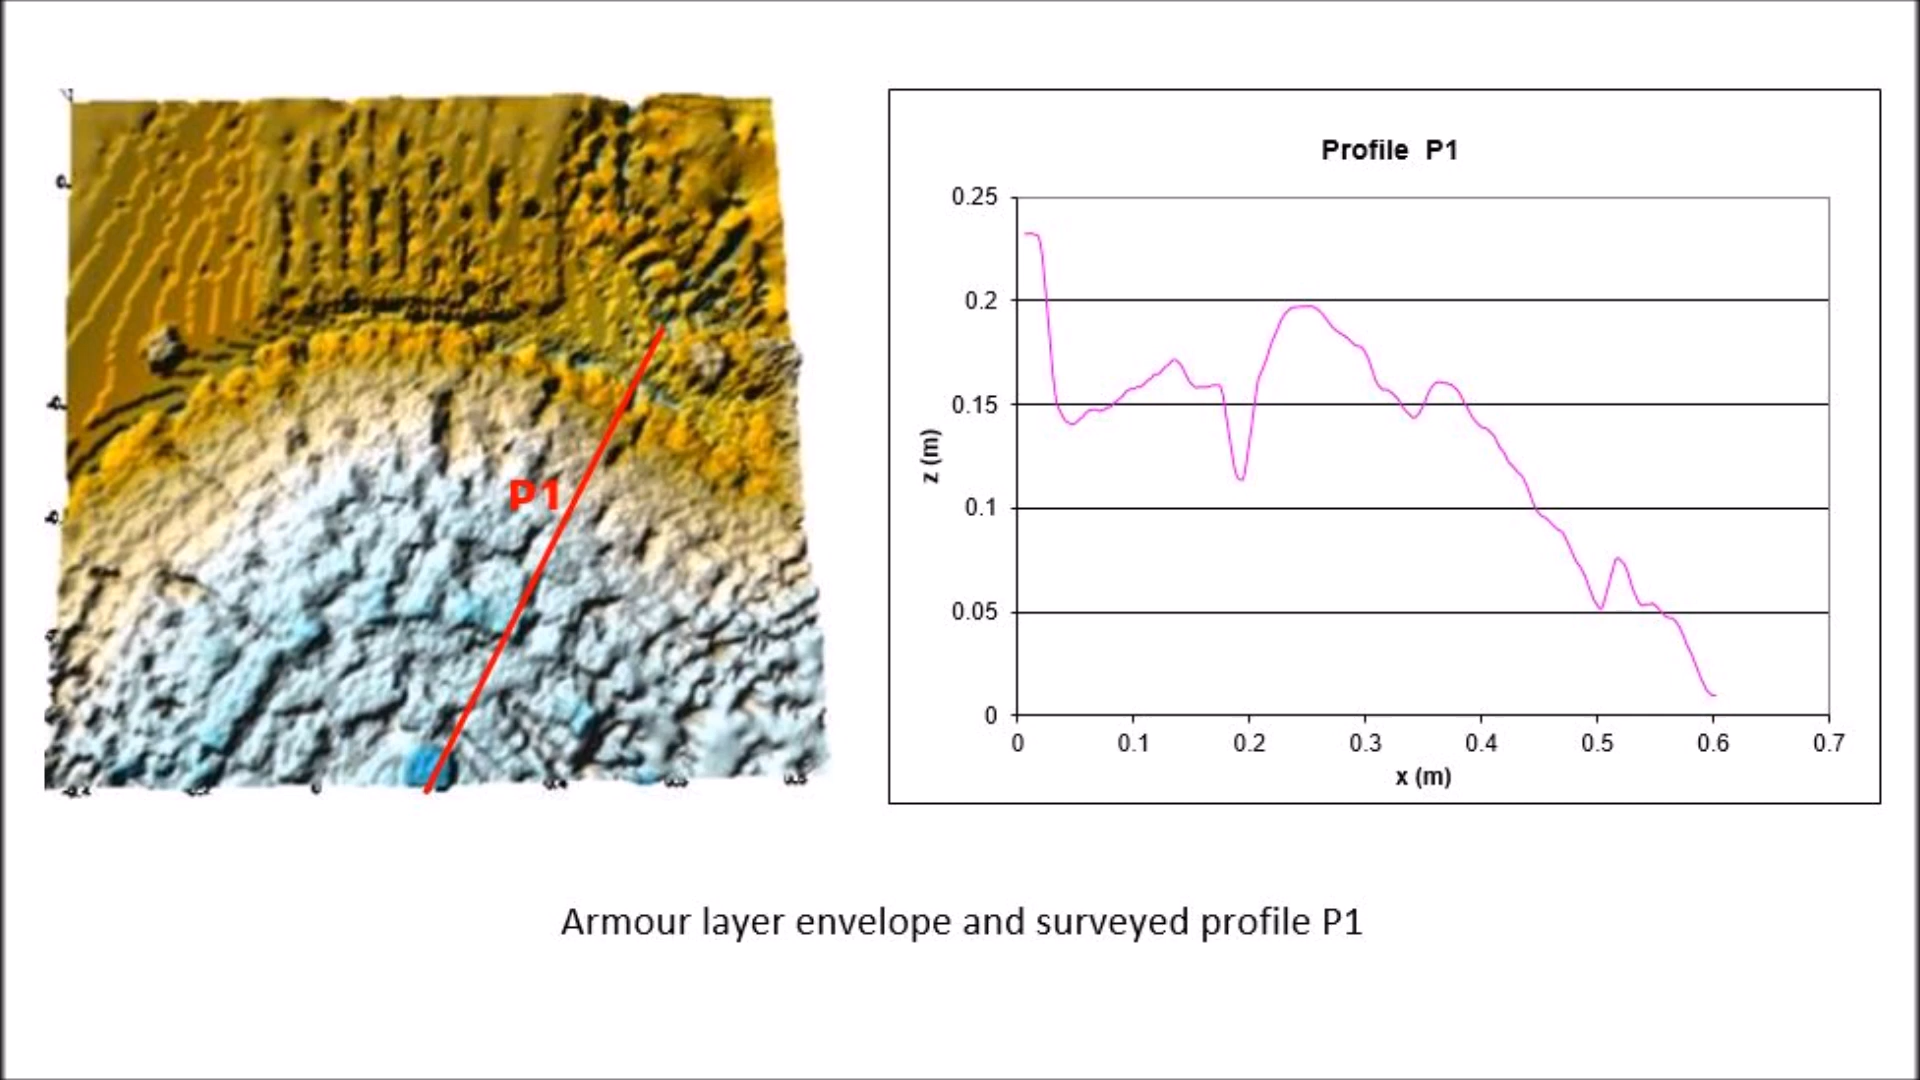 P1
Profile P1
0.25
0.2
0.15
0.1
0.05
0
z (m)
0 0.1 0.2 0.3 0.4 0.5 0.6 0.7
x (m)
Armour layer envelope and surveyed profile P1